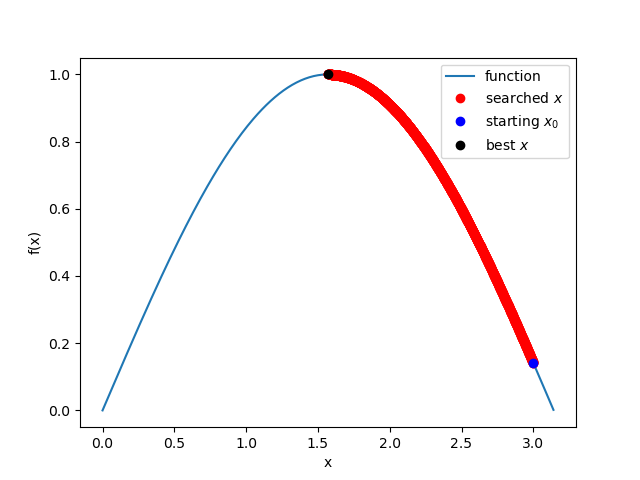 function
searched x
starting x₀
best x
f(x)
1.0
0.8
0.6
0.4
0.2
0.0
0.0 0.5 1.0 1.5 2.0 2.5 3.0
x